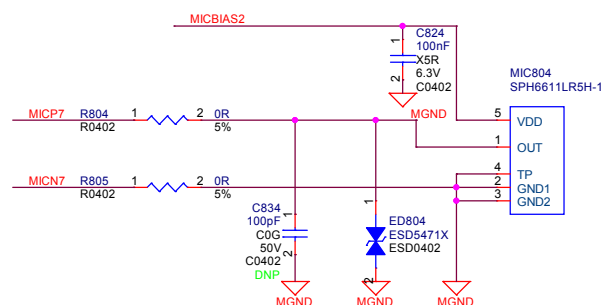 MICBIAS2
C824
100nF
1
X5R
6.3V
2
C0402
MIC804
SPH6611LR5H-1
MICP7
R804
R0402
1
2
0R
5%
MGND
5
VDD
1
OUT
4
TP
2
GND1
3
GND2
MICN7
R805
R0402
1
2
0R
5%
C834
100pF
1
C0G
50V
2
C0402
DNP
1
ED804
ESD5471X
ESD0402
2
MGND
MGND
MGND